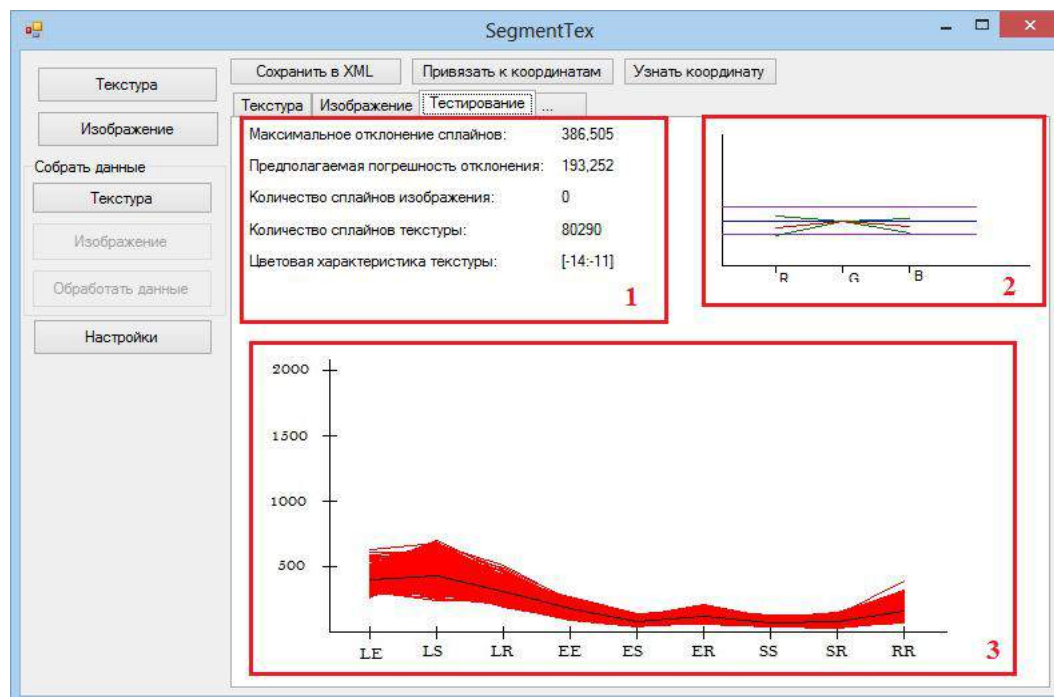 SegmentTex
Текстура
Изображение
Собрать данные
Текстура
Изображение
Обработать данные
Настройки
Сохранить в XML Привязать к координатам Узнать координату
Текстура Изображение Тестирование ...
Максимальное отклонение сплайнов: 386,505
Предполагаемая погрешность отклонения: 193,252
Количество сплайнов изображения: 0
Количество сплайнов текстуры: 80290
Цветовая характеристика текстуры: [-14:-11]
1
R G B
2
2000
1500
1000
500
LE LS LR EE ES ER SS SR RR
3